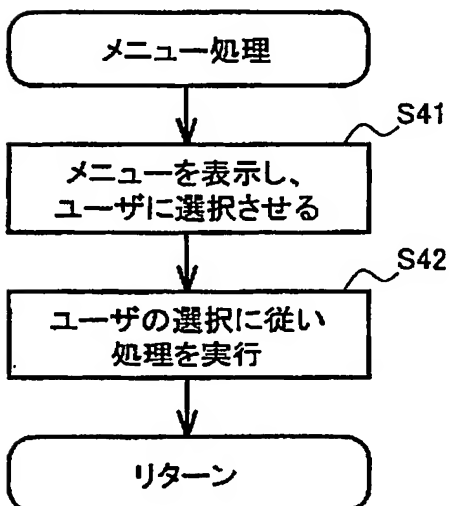 メニュー処理
S41
メニューを表示し、
ユーザに選択させる
S42
ユーザの選択に従い
処理を実行
リターン